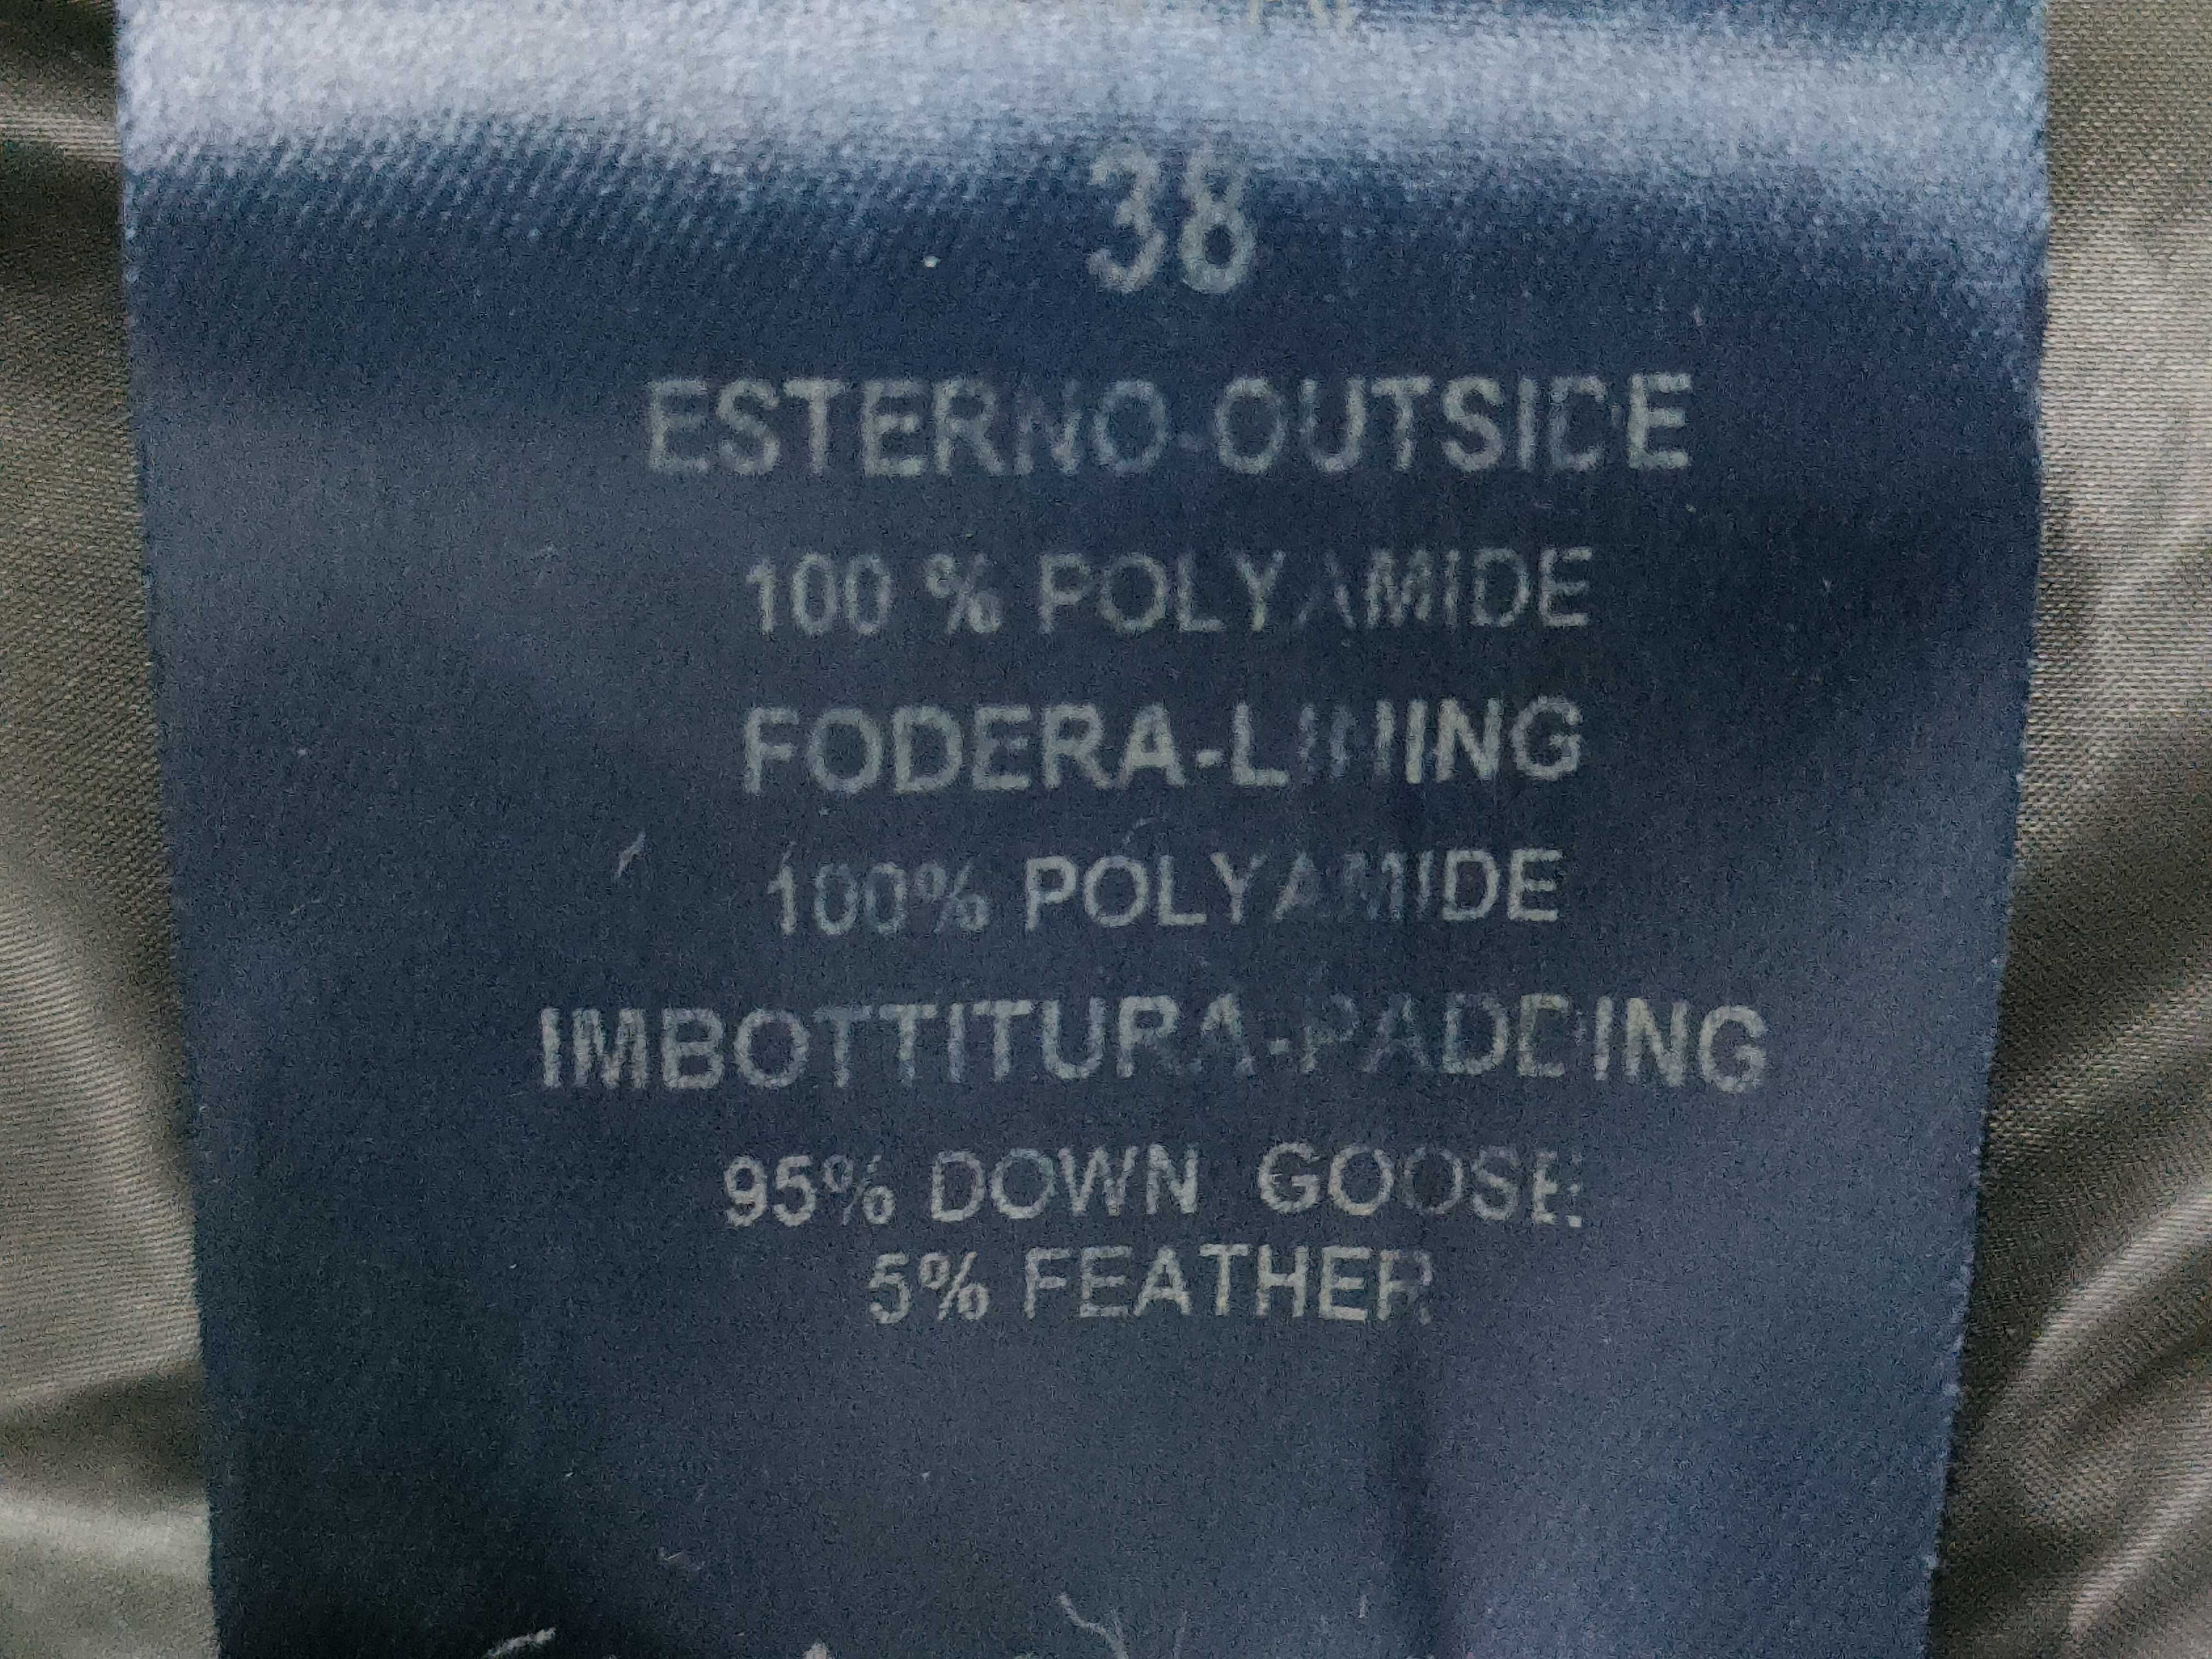 38
ESTERNO-OUTSIDE
100 % POLYAMIDE
FODERA-LINING
100% POLYAMIDE
IMBOTTITURA-PADDING
95% DOWN GOOSE
5% FEATHER